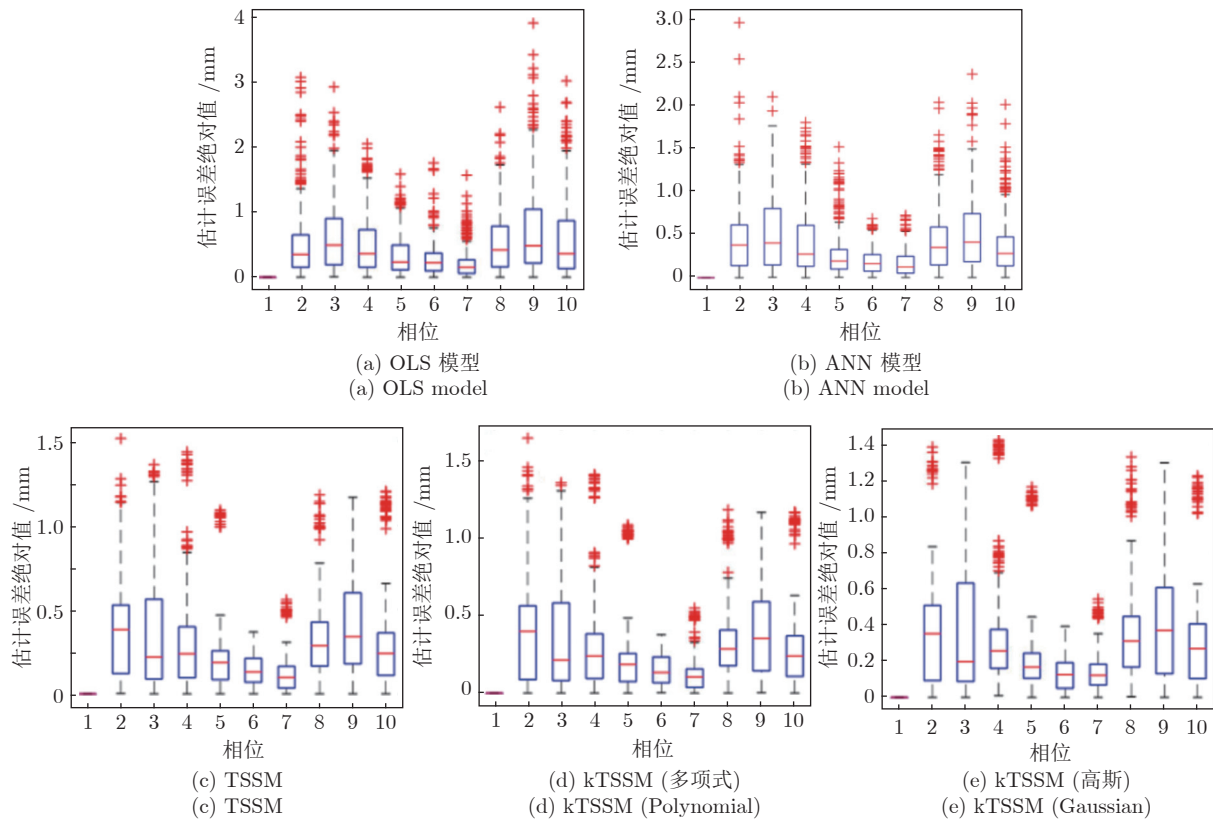 估计误差绝对值 /mm
4
3
2
1
0
1 2 3 4 5 6 7 8 9 10
相位
(a) OLS 模型
(a) OLS model
估计误差绝对值 /mm
3.0
2.5
2.0
1.5
1.0
0.5
0
1 2 3 4 5 6 7 8 9 10
相位
(b) ANN 模型
(b) ANN model
估计误差绝对值 /mm
1.5
1.0
0.5
0
1 2 3 4 5 6 7 8 9 10
相位
(c) TSSM
(c) TSSM
估计误差绝对值 /mm
1.5
1.0
0.5
0
1 2 3 4 5 6 7 8 9 10
相位
(d) kTSSM (多项式)
(d) kTSSM (Polynomial)
估计误差绝对值 /mm
1.4
1.2
1.0
0.8
0.6
0.4
0.2
0
1 2 3 4 5 6 7 8 9 10
相位
(e) kTSSM (高斯)
(e) kTSSM (Gaussian)